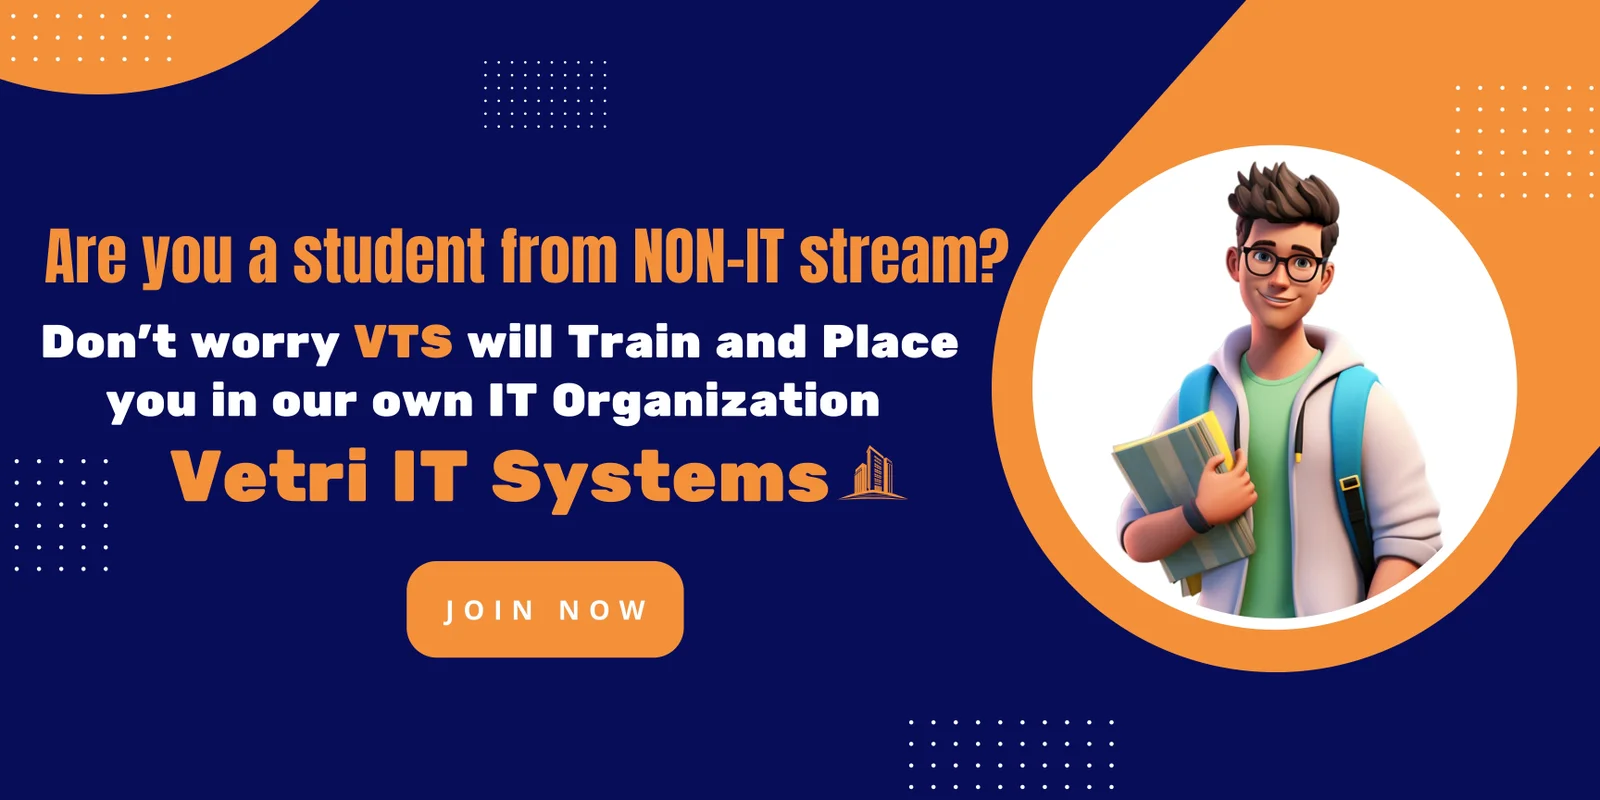 Are you a student from NON-IT stream?
Don't worry VTS will Train and Place
you in our own IT Organization
Vetri IT Systems
JOIN NOW